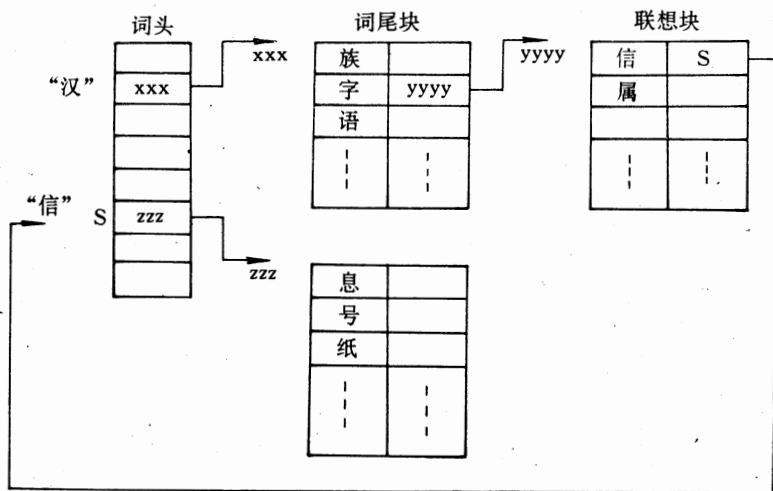 词头 词尾块 联想块
xxx 族 yyyy 信 S
“汉” xxx 字 yyyy 属
语
“信” S zzz
zzz 息
号
纸